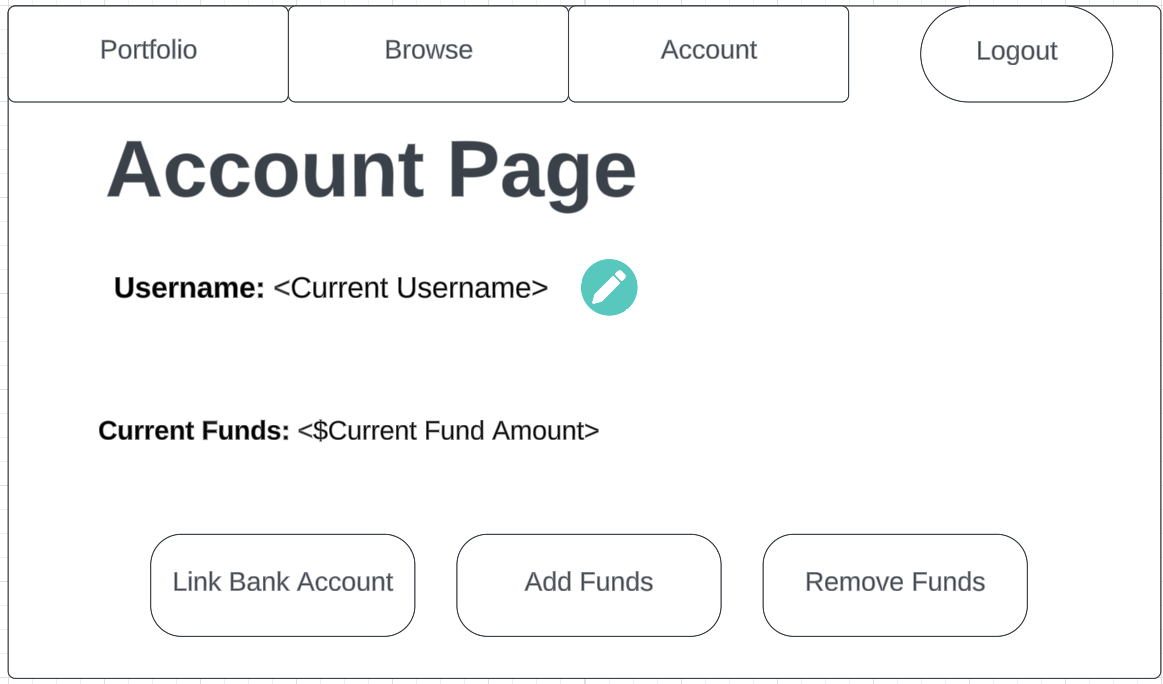 Portfolio
Browse
Account
Logout
Account Page
Username: <Current Username>
Current Funds: <$Current Fund Amount>
Link Bank Account
Add Funds
Remove Funds